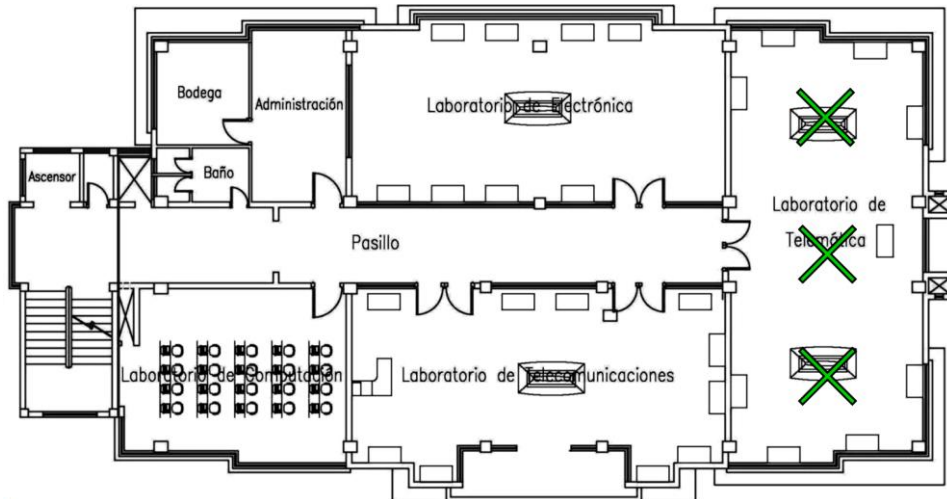 Bodega
Administración
Laboratorio de Electrónica
Ascensor
Baño
Laboratorio de
Telemática
Pasillo
Laboratorio de Computación
Laboratorio de Telecomunicaciones